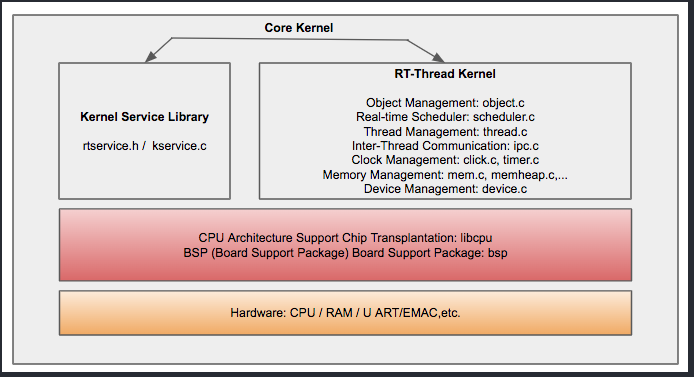 Core Kernel
Kernel Service Library
rtservice.h / kservice.c
RT-Thread Kernel
Object Management: object.c
Real-time Scheduler: scheduler.c
Thread Management: thread.c
Inter-Thread Communication: ipc.c
Clock Management: click.c, timer.c
Memory Management: mem.c, memheap.c,...
Device Management: device.c
CPU Architecture Support Chip Transplantation: libcpu
BSP (Board Support Package) Board Support Package: bsp
Hardware: CPU / RAM / U ART/EMAC,etc.